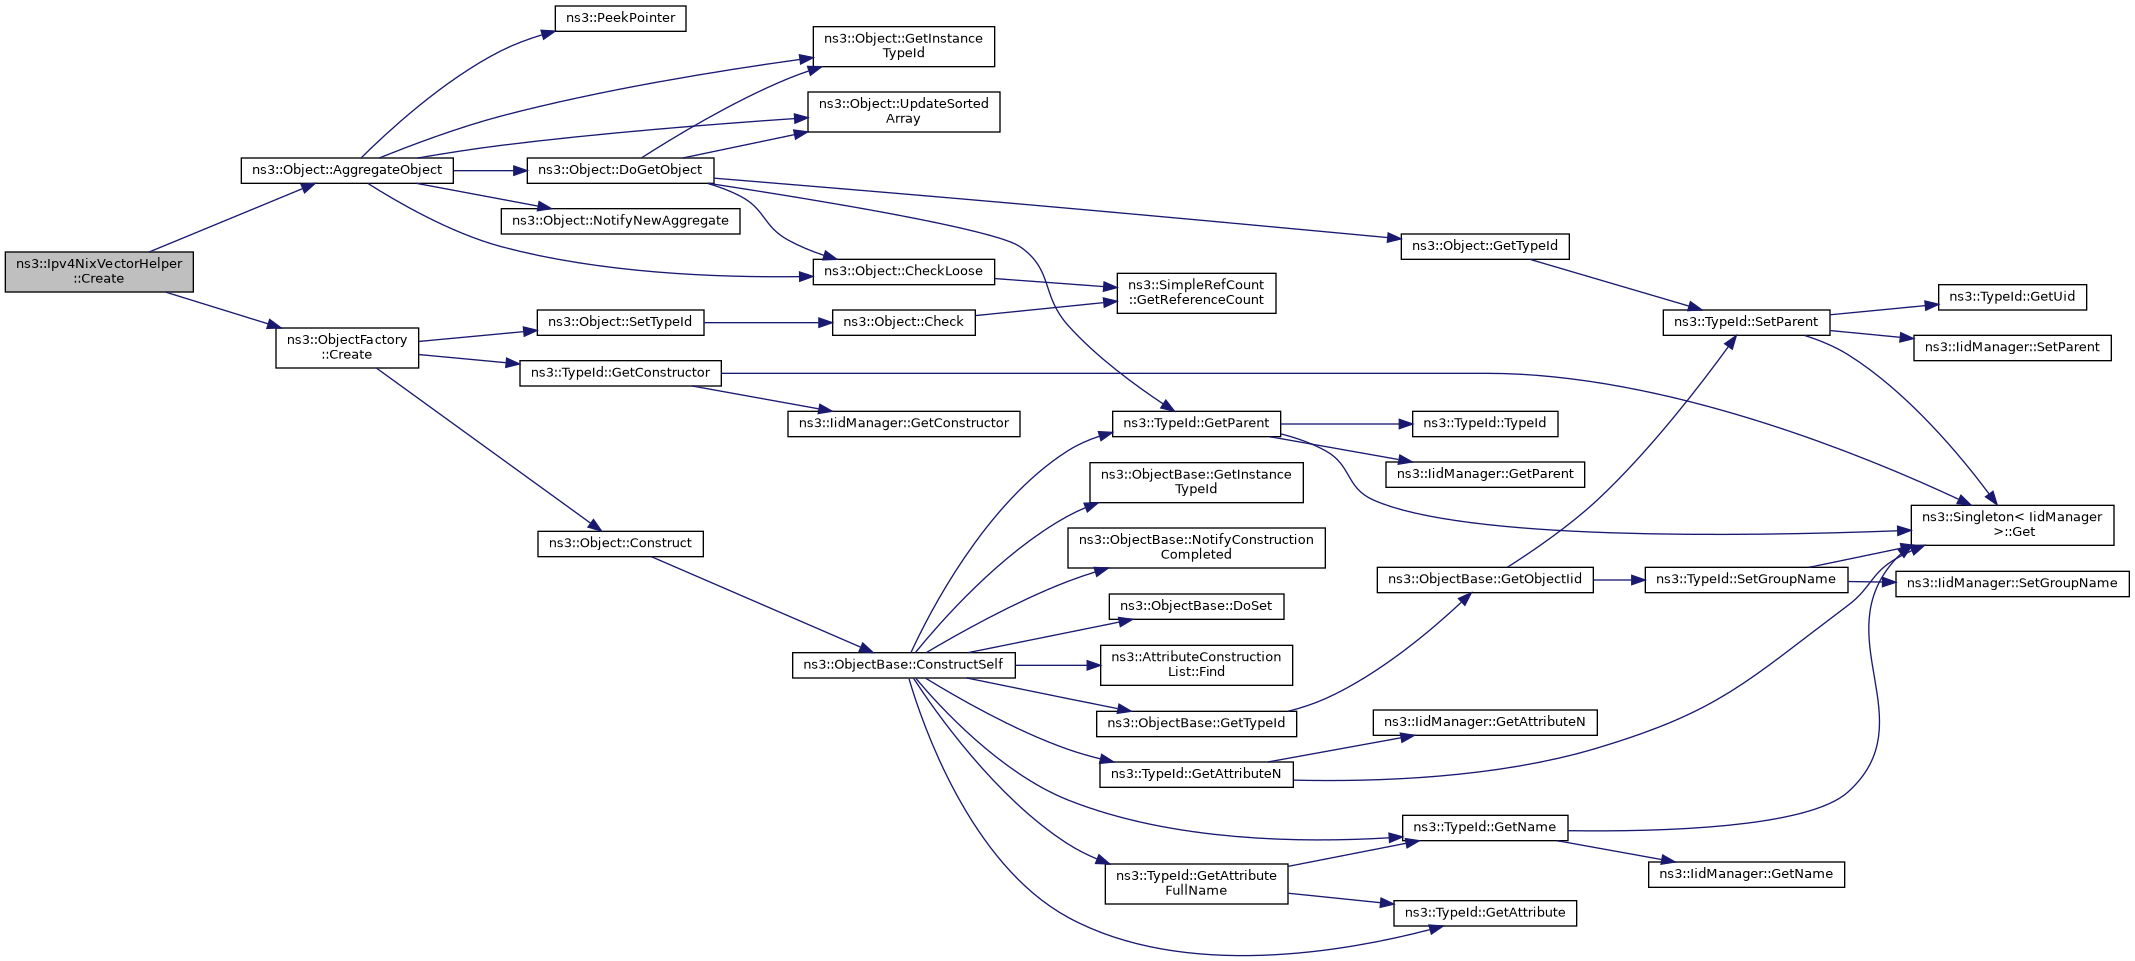 ns3::PeekPointer
ns3::Object::GetInstance
TypeId
ns3::Object::UpdateSorted
Array
ns3::Object::AggregateObject
ns3::Object::DoGetObject
ns3::Object::NotifyNewAggregate
ns3::Object::GetTypeId
ns3::Ipv4NixVectorHelper
::Create
ns3::Object::CheckLoose
ns3::SimpleRefCount
::GetReferenceCount
ns3::TypeId::GetUid
ns3::Object::SetTypeId
ns3::Object::Check
ns3::TypeId::SetParent
ns3::ObjectFactory
::Create
ns3::IidManager::SetParent
ns3::TypeId::GetConstructor
ns3::IidManager::GetConstructor
ns3::TypeId::GetParent
ns3::TypeId::TypeId
ns3::IidManager::GetParent
ns3::ObjectBase::GetInstance
TypeId
ns3::Singleton< IidManager
>::Get
ns3::Object::Construct
ns3::ObjectBase::NotifyConstruction
Completed
ns3::ObjectBase::GetObjectIid
ns3::TypeId::SetGroupName
ns3::IidManager::SetGroupName
ns3::ObjectBase::DoSet
ns3::ObjectBase::ConstructSelf
ns3::AttributeConstruction
List::Find
ns3::ObjectBase::GetTypeId
ns3::IidManager::GetAttributeN
ns3::TypeId::GetAttributeN
ns3::TypeId::GetName
ns3::IidManager::GetName
ns3::TypeId::GetAttribute
FullName
ns3::TypeId::GetAttribute